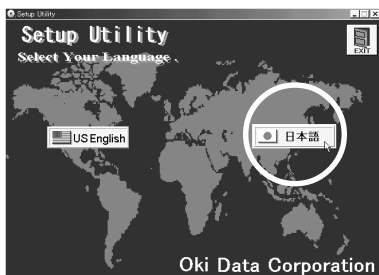 Setup Utility
Setup Utility
EXIT
Select Your Language .
US English
日本語
Oki Data Corporation